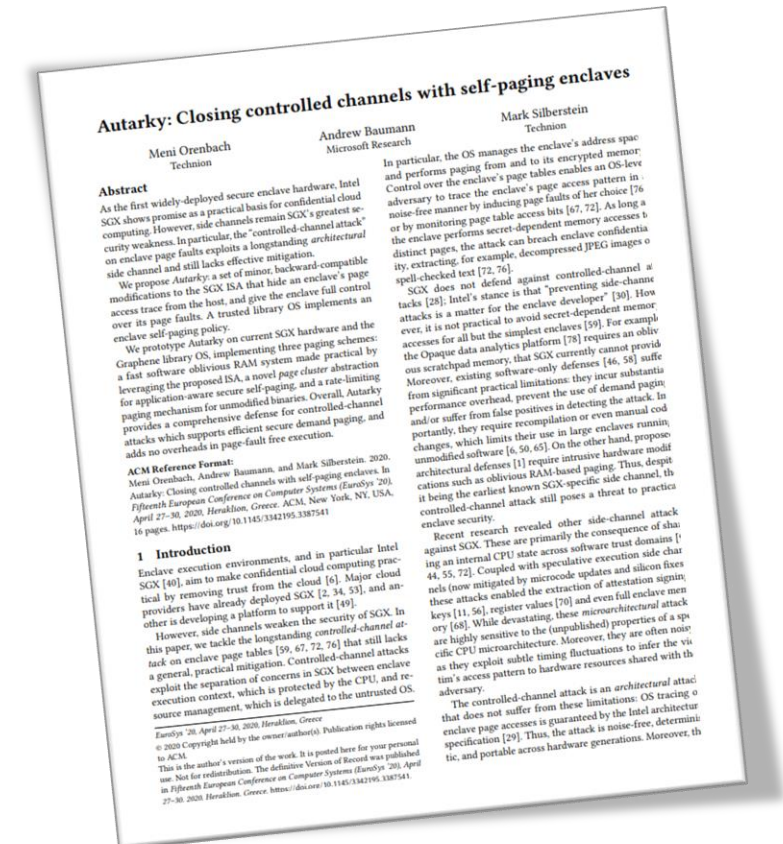 Autarky: Closing controlled channels with self-paging enclaves
Meni Orenbach
Technion
Andrew Baumann
Microsoft Research
Mark Silberstein
Technion
Abstract
As the first widely-deployed secure enclave hardware, Intel
SGX shows promise as a practical basis for confidential cloud
computing. However, side channels remain SGX's greatest se-
curity weakness. In particular, the "controlled-channel attack"
on enclave page faults exploits a longstanding architectural
side channel and still lacks effective mitigation.
We propose Autarky: a set of minor, backward-compatible
modifications to the SGX ISA that hide an enclave's page
access trace from the host, and give the enclave full control
over its page faults. A trusted library OS implements an
enclave self-paging policy.
We prototype Autarky on current SGX hardware and the
Graphene library OS, implementing three paging schemes:
a fast software oblivious RAM system made practical by
leveraging the proposed ISA, a novel page cluster abstraction
for application-aware secure self-paging, and a rate-limiting
paging mechanism for unmodified binaries. Overall, Autarky
provides a comprehensive defense for controlled-channel
attacks which supports efficient secure demand paging, and
adds no overheads in page-fault free execution.
ACM Reference Format:
Meni Orenbach, Andrew Baumann, and Mark Silberstein. 2020.
Autarky: Closing controlled channels with self-paging enclaves. In
Fifteenth European Conference on Computer Systems (EuroSys '20),
April 27–30, 2020, Heraklion, Greece. ACM, New York, NY, USA,
16 pages. https://doi.org/10.1145/3342195.3387541
1 Introduction
Enclave execution environments, and in particular Intel
SGX [40], aim to make confidential cloud computing prac-
tical by removing trust from the cloud [6]. Major cloud
providers have already deployed SGX [2, 34, 53], and an-
other is developing a platform to support it [49].
However, side channels weaken the security of SGX. In
this paper, we tackle the longstanding controlled-channel at-
tack on enclave page tables [59, 67, 72, 76] that still lacks
a general, practical mitigation. Controlled-channel attacks
exploit the separation of concerns in SGX between enclave
execution context, which is protected by the CPU, and re-
source management, which is delegated to the untrusted OS.
EuroSys '20, April 27–30, 2020, Heraklion, Greece
© 2020 Copyright held by the owner/author(s). Publication rights licensed
to ACM.
This is the author's version of the work. It is posted here for your personal
use. Not for redistribution. The definitive Version of Record was published
in Fifteenth European Conference on Computer Systems (EuroSys '20), April
27–30, 2020, Heraklion, Greece, https://doi.org/10.1145/3342195.3387541.
In particular, the OS manages the enclave's address spac
and performs paging from and to its encrypted memor
Control over the enclave's page tables enables an OS-leve
adversary to trace the enclave's page access pattern in
noise-free manner by inducing page faults of her choice [76
or by monitoring page table access bits [67, 72]. As long a
the enclave performs secret-dependent memory accesses t
distinct pages, the attack can breach enclave confidentia
ity, extracting, for example, decompressed JPEG images o
spell-checked text [72, 76].
SGX does not defend against controlled-channel a
tacks [28]; Intel's stance is that "preventing side-channe
attacks is a matter for the enclave developer" [30]. How
ever, it is not practical to avoid secret-dependent memor
accesses for all but the simplest enclaves [59]. For exampl
the Opaque data analytics platform [78] requires an obliv
ous scratchpad memory, that SGX currently cannot provid
Moreover, existing software-only defenses [46, 58] suffe
from significant practical limitations: they incur substantia
performance overhead, prevent the use of demand pagin
and/or suffer from false positives in detecting the attack. In
portantly, they require recompilation or even manual cod
changes, which limits their use in large enclaves runnin
unmodified software [6, 50, 65]. On the other hand, propose
architectural defenses [1] require intrusive hardware modif
cations such as oblivious RAM-based paging. Thus, despit
it being the earliest known SGX-specific side channel, th
controlled-channel attack still poses a threat to practica
enclave security.
Recent research revealed other side-channel attack
against SGX. These are primarily the consequence of sha
ing an internal CPU state across software trust domains [
44, 55, 72]. Coupled with speculative execution side char
nels (now mitigated by microcode updates and silicon fixes
these attacks enabled the extraction of attestation signin
keys [11, 56], register values [70] and even full enclave men
ory [68]. While devastating, these microarchitectural attack
are highly sensitive to the (unpublished) properties of a spe
cific CPU microarchitecture. Moreover, they are often nois
as they exploit subtle timing fluctuations to infer the vic
tim's access pattern to hardware resources shared with th
adversary.
The controlled-channel attack is an architectural attac
that does not suffer from these limitations: OS tracing o
enclave page accesses is guaranteed by the Intel architectur
specification [29]. Thus, the attack is noise-free, determini
tic, and portable across hardware generations. Moreover, th